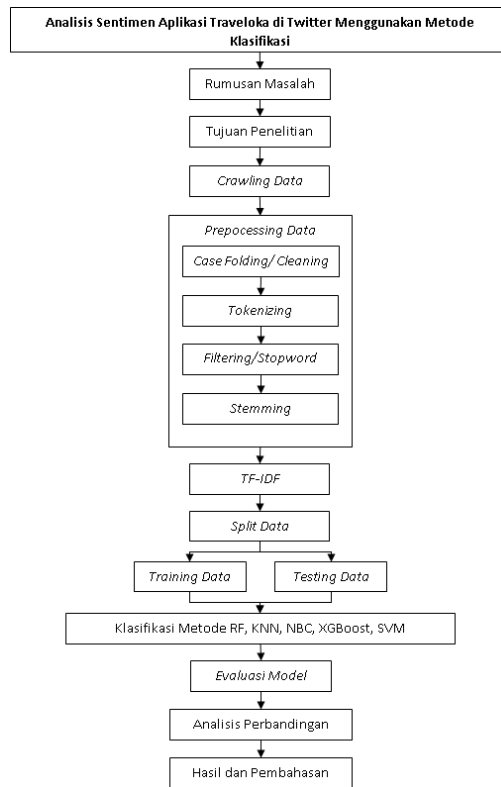 Analisis Sentimen Aplikasi Traveloka di Twitter Menggunakan Metode
Klasifikasi
Rumusan Masalah
Tujuan Penelitian
Crawling Data
Prepocessing Data
Case Folding/ Cleaning
Tokenizing
Filtering/Stopword
Stemming
TF-IDF
Split Data
Training Data
Testing Data
Klasifikasi Metode RF, KNN, NBC, XGBoost, SVM
Evaluasi Model
Analisis Perbandingan
Hasil dan Pembahasan